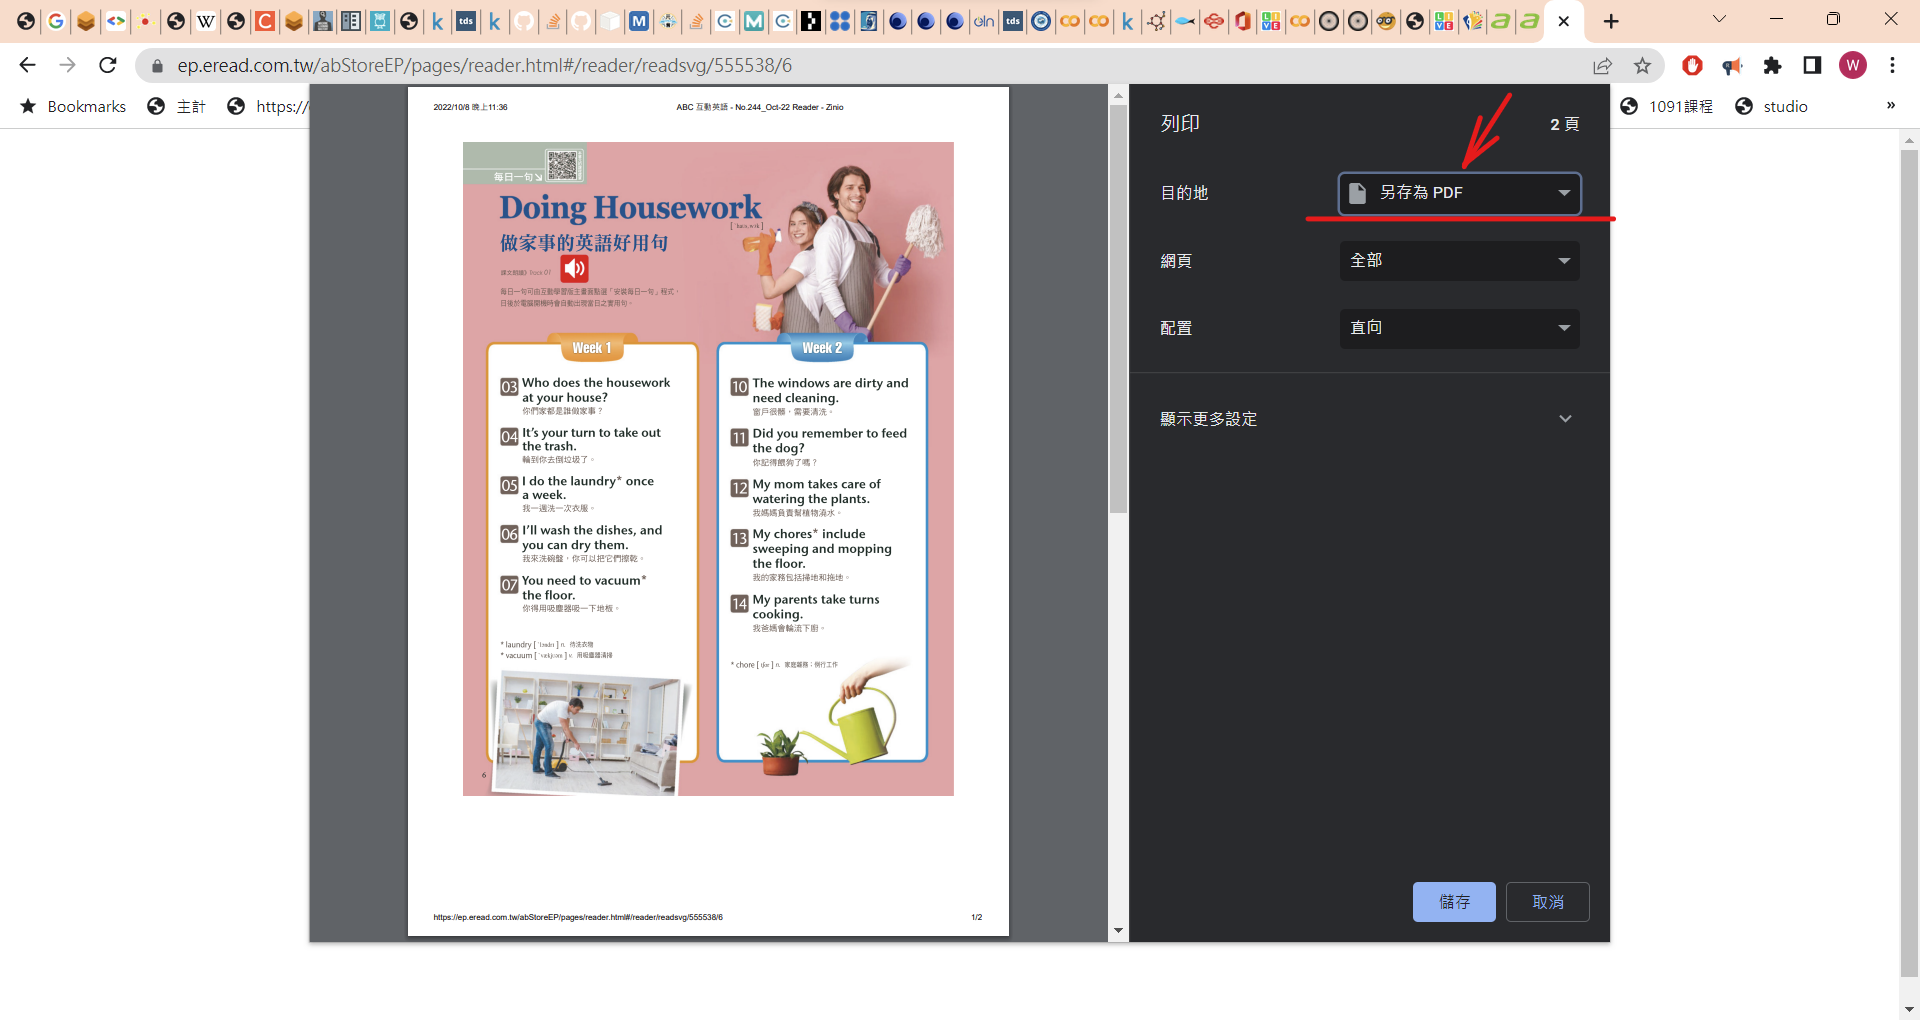 ep.eread.com.tw/abStoreEP/pages/reader.html#/reader/readsvg/555538/6
W
Bookmarks
主計
https://
1091課程
studio
»
2022/10/8 晚上11:36
ABC 互動英語 - No.244_Oct-22 Reader - Zinio
每日一句
Doing Housework
做家事的英語好用句
課文朗讀 Track 01
每日一句可由互動學習版主畫面點選「安裝每日一句」程式，
日後於電腦開機時會自動出現當日之實用句。
Week 1
03 Who does the housework
at your house?
你們家都是誰做家事？
04 It's your turn to take out
the trash.
輪到你去倒垃圾了。
05 I do the laundry* once
a week.
我一週洗一次衣服。
06 I'll wash the dishes, and
you can dry them.
我來洗碗盤，你可以把它們擦乾。
07 You need to vacuum*
the floor.
你得用吸塵器吸一下地板。
* laundry [ˋlɔndrɪ] n. 待洗衣物
* vacuum [ˋvækjuəm] v. 用吸塵器清掃
6
Week 2
10 The windows are dirty and
need cleaning.
窗戶很髒，需要清洗。
11 Did you remember to feed
the dog?
你記得餵狗了嗎？
12 My mom takes care of
watering the plants.
我媽媽負責幫植物澆水。
13 My chores* include
sweeping and mopping
the floor.
我的家務包括掃地和拖地。
14 My parents take turns
cooking.
我爸媽會輪流下廚。
* chore [tʃor] n. 家庭雜務；例行工作
https://ep.eread.com.tw/abStoreEP/pages/reader.html#/reader/readsvg/555538/6
1/2
列印
2 頁
目的地
另存為 PDF
網頁
全部
配置
直向
顯示更多設定
儲存
取消